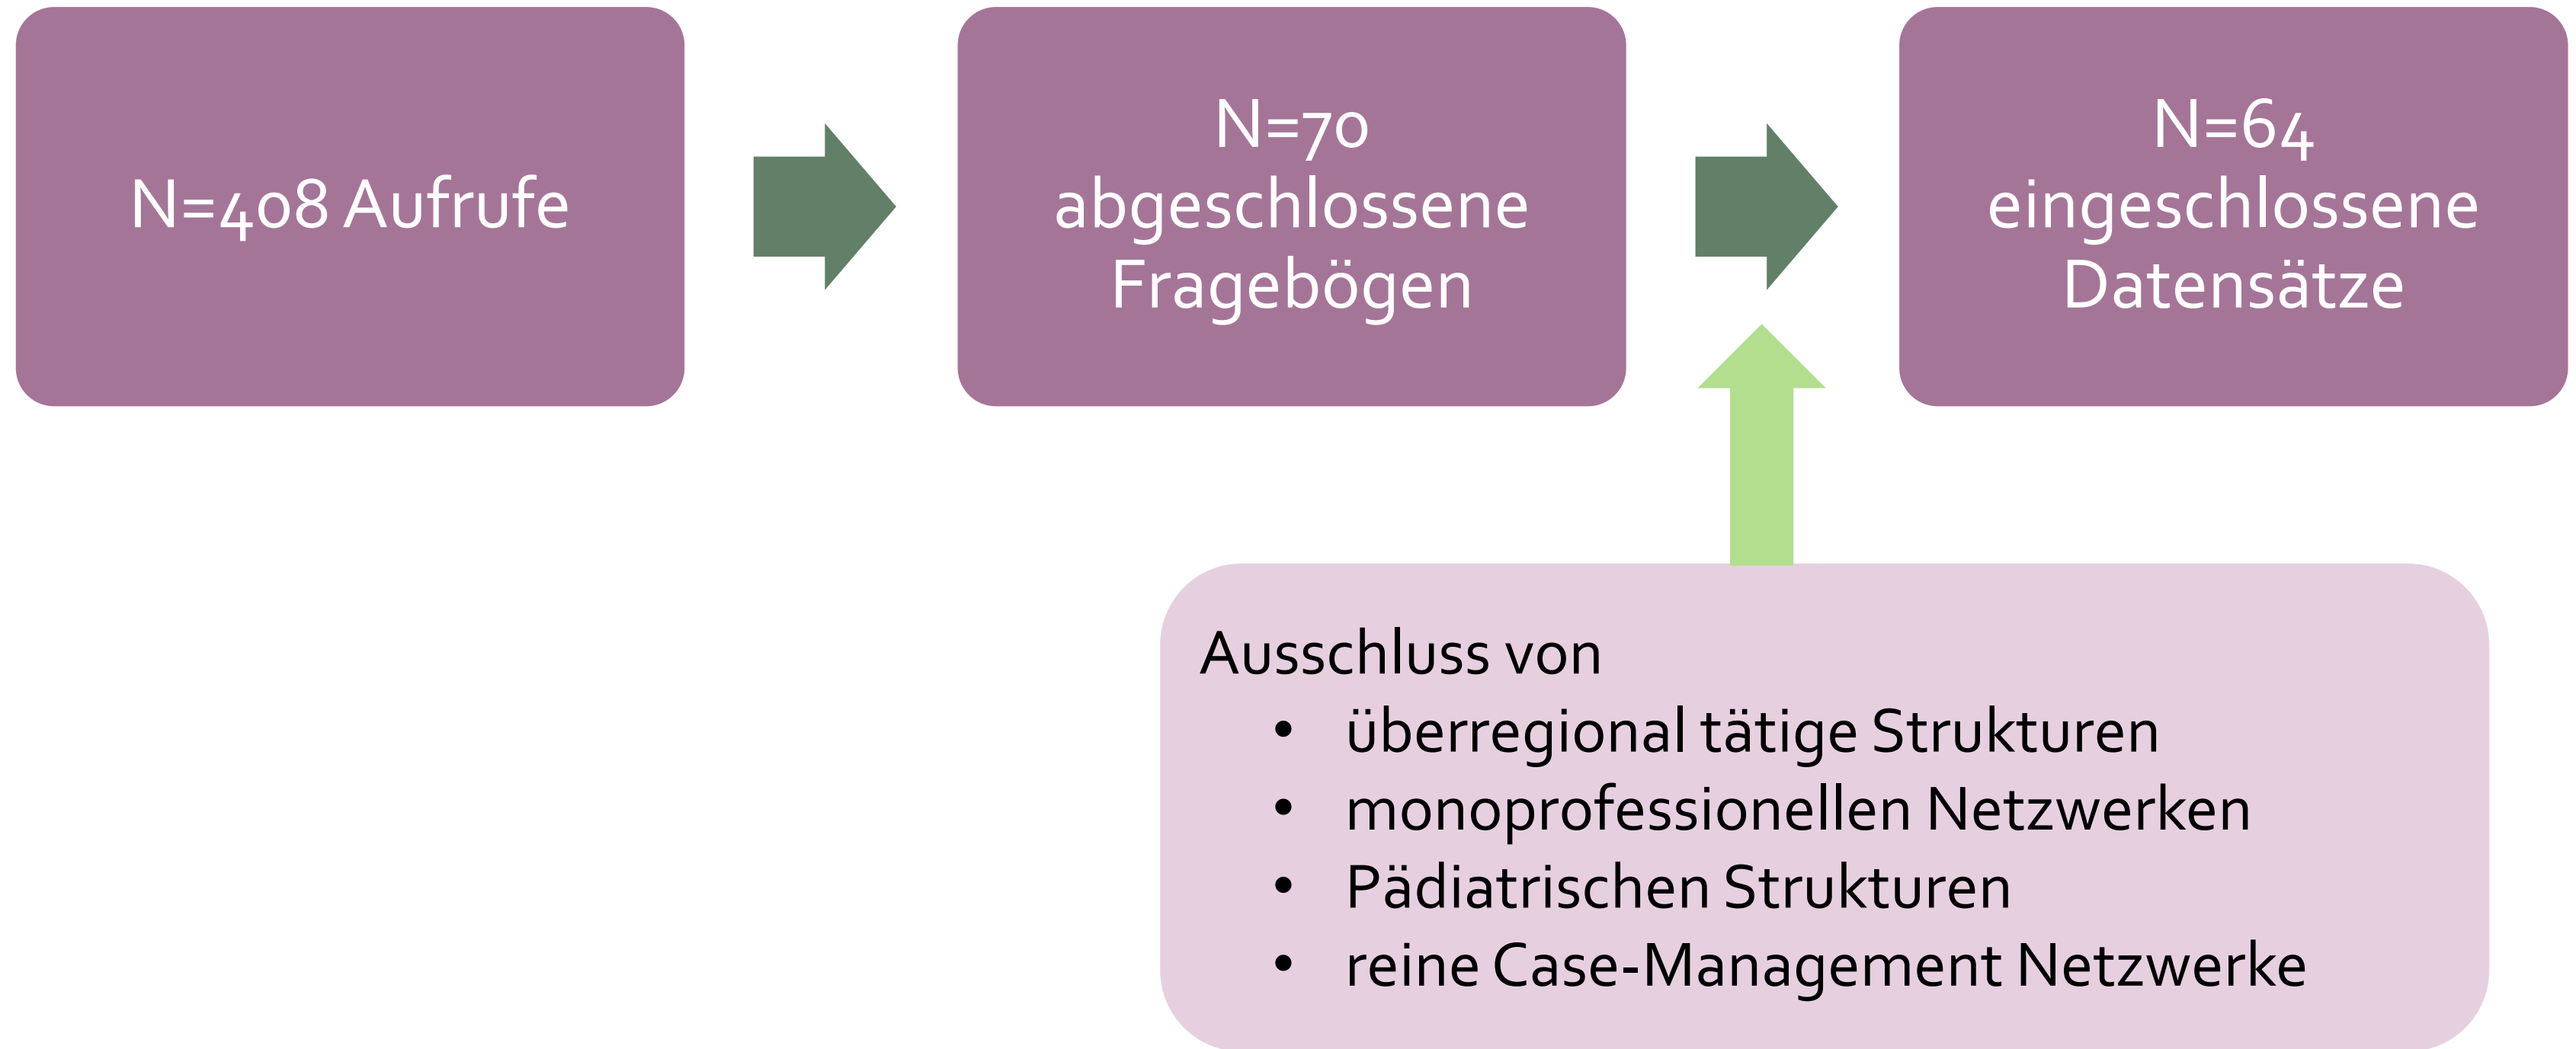 N=408 Aufrufe
N=70
abgeschlossene
Fragebögen
N=64
eingeschlossene
Datensätze
Ausschluss von
• überregional tätige Strukturen
• monoprofessionellen Netzwerken
• Pädiatrischen Strukturen
• reine Case-Management Netzwerke